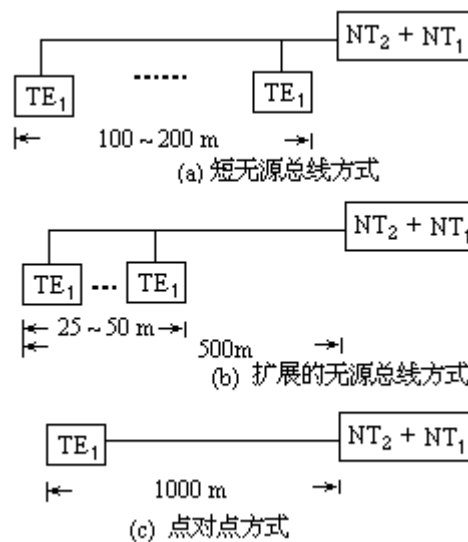 NT₂ + NT₁
TE₁ ...... TE₁
100 ~ 200 m
(a) 短无源总线方式
NT₂ + NT₁
TE₁ ... TE₁
25 ~ 50 m
500m
(b) 扩展的无源总线方式
TE₁ NT₂ + NT₁
1000 m
(c) 点对点方式